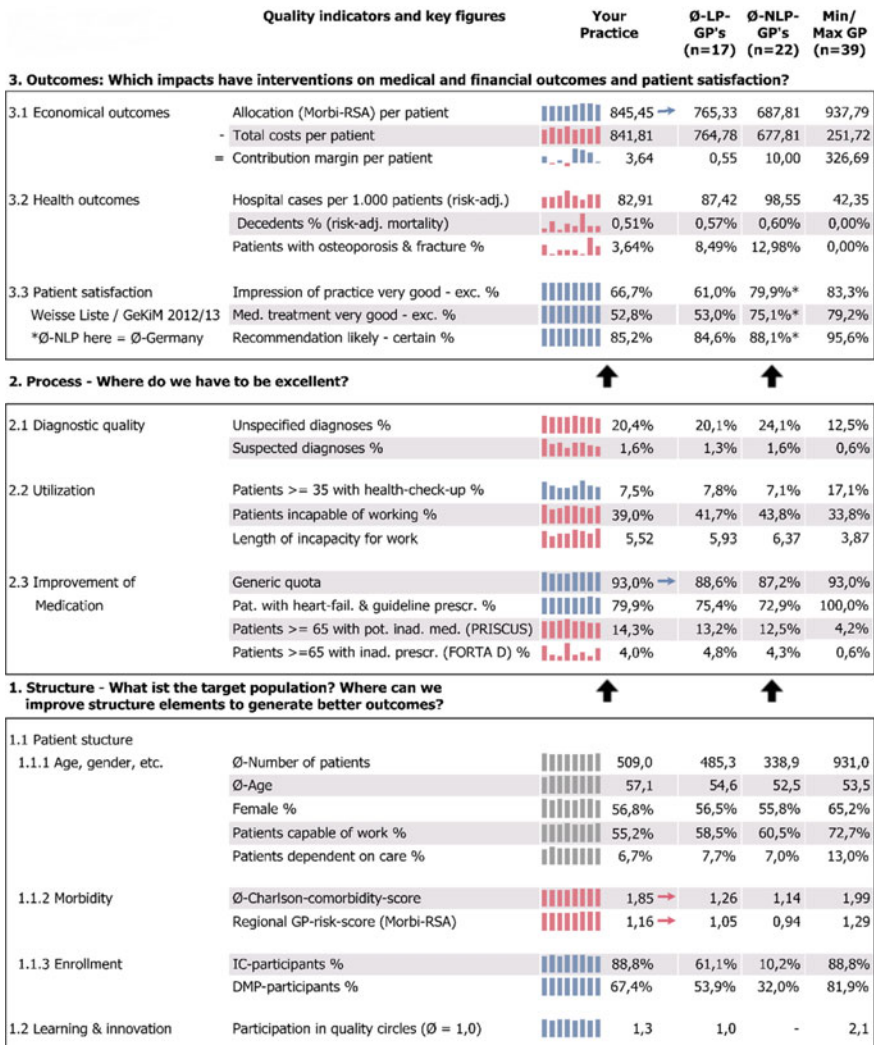 Quality indicators and key figures Your Practice Ø-LP-GP's (n=17) Ø-NLP-GP's (n=22) Min/ Max GP (n=39)
3. Outcomes: Which impacts have interventions on medical and financial outcomes and patient satisfaction?
3.1 Economical outcomes Allocation (Morbi-RSA) per patient 845,45 → 765,33 687,81 937,79
- Total costs per patient 841,81 764,78 677,81 251,72
= Contribution margin per patient 3,64 0,55 10,00 326,69
3.2 Health outcomes Hospital cases per 1.000 patients (risk-adj.) 82,91 87,42 98,55 42,35
Decedents % (risk-adj. mortality) 0,51% 0,57% 0,60% 0,00%
Patients with osteoporosis & fracture % 3,64% 8,49% 12,98% 0,00%
3.3 Patient satisfaction Impression of practice very good - exc. % 66,7% 61,0% 79,9%* 83,3%
Weisse Liste / GeKiM 2012/13 Med. treatment very good - exc. % 52,8% 53,0% 75,1%* 79,2%
*Ø-NLP here = Ø-Germany Recommendation likely - certain % 85,2% 84,6% 88,1%* 95,6%
2. Process - Where do we have to be excellent?
2.1 Diagnostic quality Unspecified diagnoses % 20,4% 20,1% 24,1% 12,5%
Suspected diagnoses % 1,6% 1,3% 1,6% 0,6%
2.2 Utilization Patients >= 35 with health-check-up % 7,5% 7,8% 7,1% 17,1%
Patients incapable of working % 39,0% 41,7% 43,8% 33,8%
Length of incapacity for work 5,52 5,93 6,37 3,87
2.3 Improvement of Generic quota 93,0% → 88,6% 87,2% 93,0%
Medication Pat. with heart-fail. & guideline prescr. % 79,9% 75,4% 72,9% 100,0%
Patients >= 65 with pot. inad. med. (PRISCUS) 14,3% 13,2% 12,5% 4,2%
Patients >=65 with inad. prescr. (FORTA D) % 4,0% 4,8% 4,3% 0,6%
1. Structure - What ist the target population? Where can we
improve structure elements to generate better outcomes?
1.1 Patient stucture
1.1.1 Age, gender, etc. Ø-Number of patients 509,0 485,3 338,9 931,0
Ø-Age 57,1 54,6 52,5 53,5
Female % 56,8% 56,5% 55,8% 65,2%
Patients capable of work % 55,2% 58,5% 60,5% 72,7%
Patients dependent on care % 6,7% 7,7% 7,0% 13,0%
1.1.2 Morbidity Ø-Charlson-comorbidity-score 1,85 → 1,26 1,14 1,99
Regional GP-risk-score (Morbi-RSA) 1,16 → 1,05 0,94 1,29
1.1.3 Enrollment IC-participants % 88,8% 61,1% 10,2% 88,8%
DMP-participants % 67,4% 53,9% 32,0% 81,9%
1.2 Learning & innovation Participation in quality circles (Ø = 1,0) 1,3 1,0 - 2,1